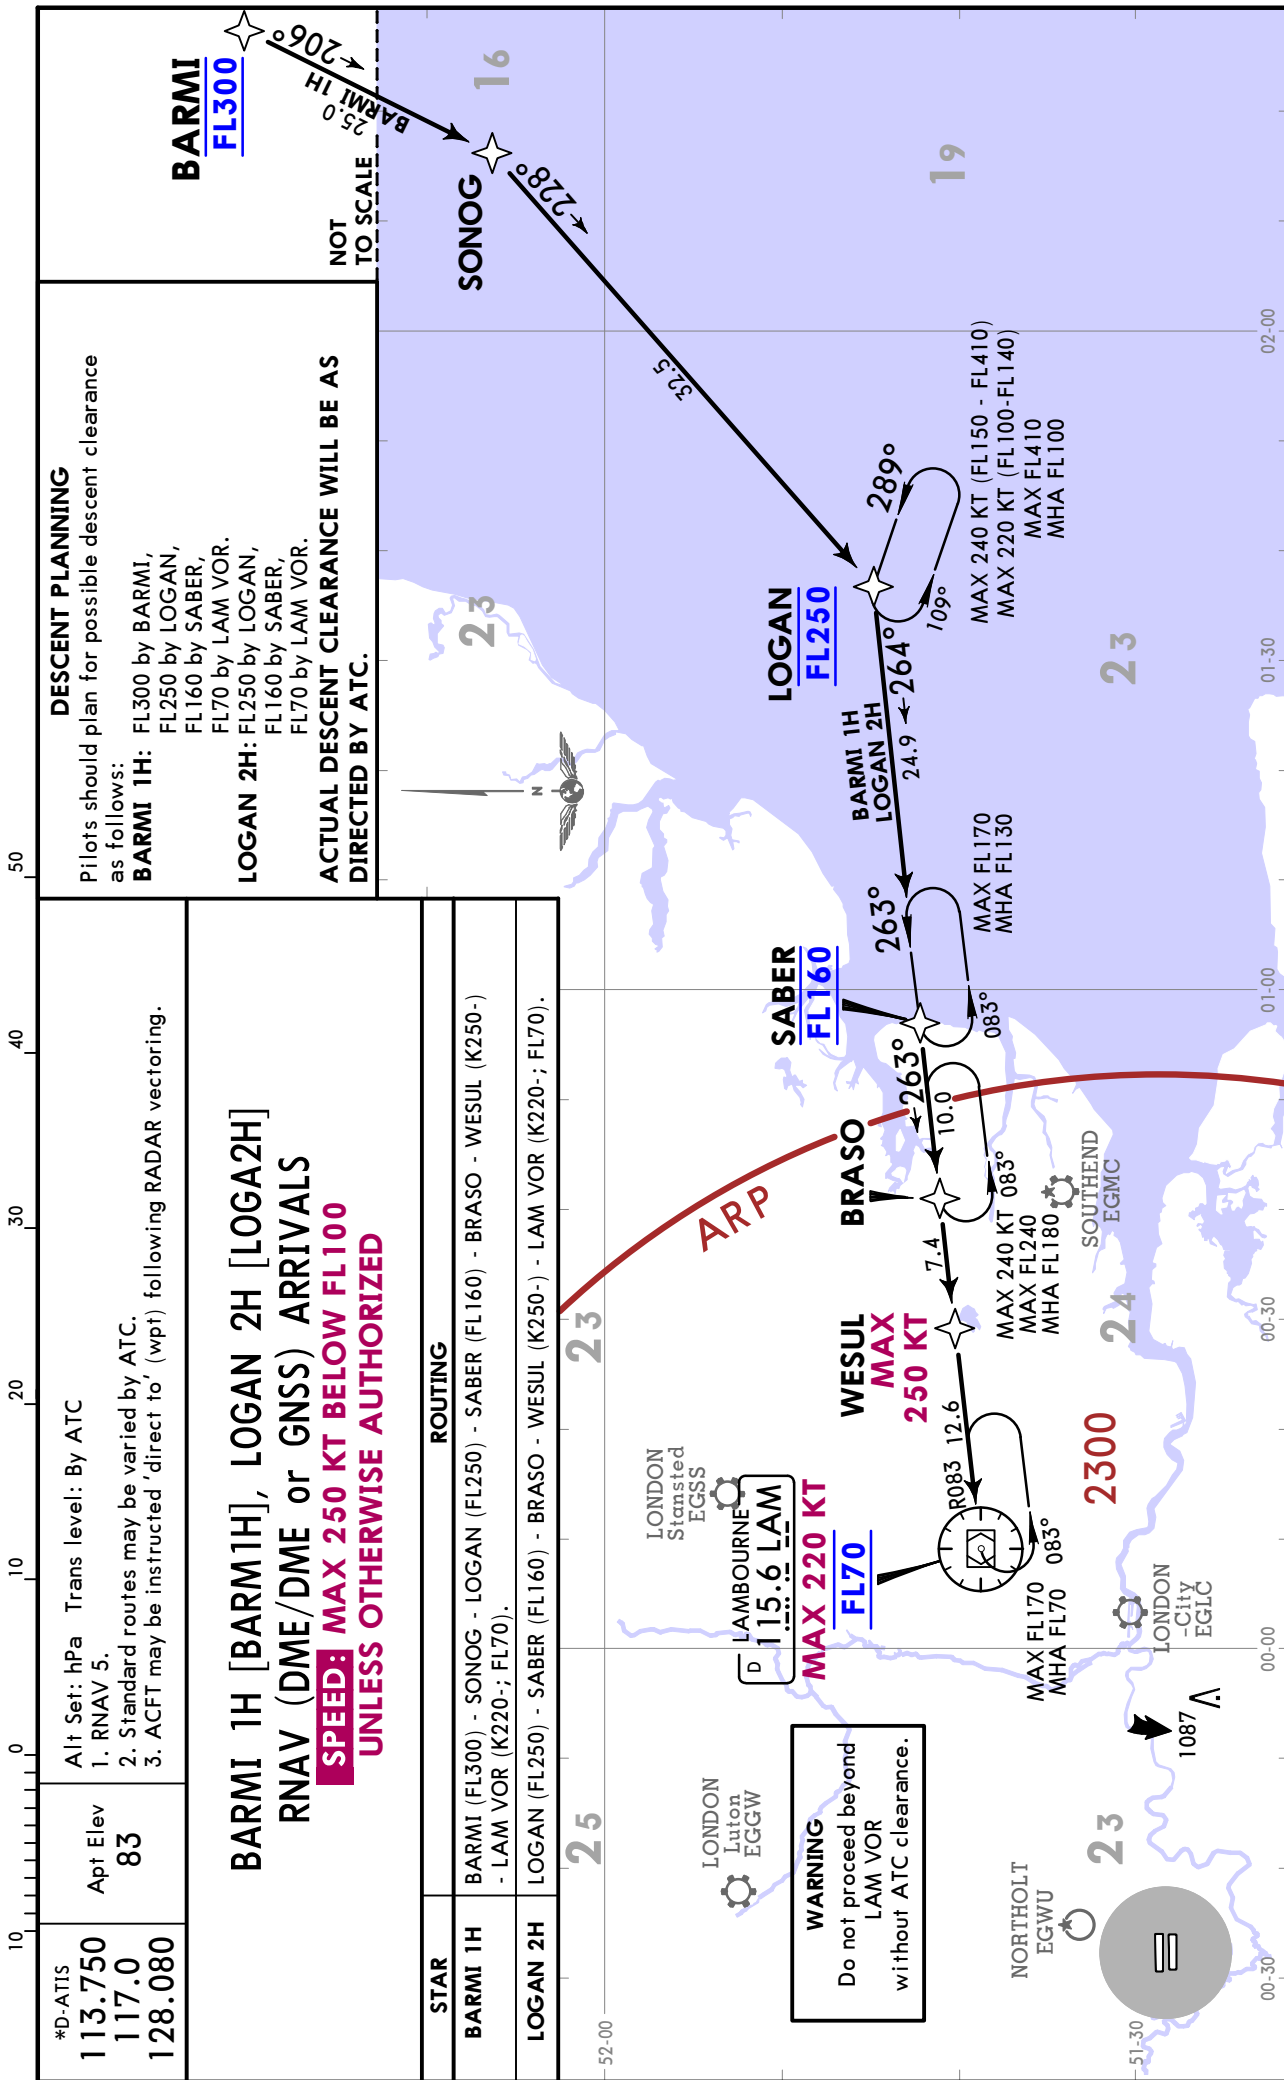 10 0 10 20 30 40 50
*D-ATIS
113.750
117.0
128.080
Apt Elev
83
Alt Set: hPa Trans level: By ATC
1. RNAV 5.
2. Standard routes may be varied by ATC.
3. ACFT may be instructed 'direct to' (wpt) following RADAR vectoring.
BARMI 1H [BARM1H], LOGAN 2H [LOGA2H]
RNAV (DME/DME or GNSS) ARRIVALS
SPEED: MAX 250 KT BELOW FL100
UNLESS OTHERWISE AUTHORIZED
STAR ROUTING
BARMI 1H BARMI (FL300) - SONOG - LOGAN (FL250) - SABER (FL160) - BRASO - WESUL (K250-)
- LAM VOR (K220-; FL70).
LOGAN 2H LOGAN (FL250) - SABER (FL160) - BRASO - WESUL (K250-) - LAM VOR (K220-; FL70).
DESCENT PLANNING
Pilots should plan for possible descent clearance
as follows:
BARMI 1H: FL300 by BARMI,
FL250 by LOGAN,
FL160 by SABER,
FL70 by LAM VOR.
LOGAN 2H: FL250 by LOGAN,
FL160 by SABER,
FL70 by LAM VOR.
ACTUAL DESCENT CLEARANCE WILL BE AS
DIRECTED BY ATC.
BARMI
FL300
206°
BARMI 1H
25.0
NOT
TO SCALE
SONOG
228°
32.5
16
19
23
N
LOGAN
FL250
289°
109°
MAX 240 KT (FL150 - FL410)
MAX 220 KT (FL100-FL140)
MAX FL410
MHA FL100
BARMI 1H
LOGAN 2H
24.9
264°
23
SABER
FL160
263°
083°
MAX FL170
MHA FL130
263°
10.0
BRASO
083°
MAX 240 KT
MAX FL240
MHA FL180
7.4
WESUL
MAX
250 KT
R083 12.6
ARP
23
24
2300
SOUTHEND
EGMC
LONDON
Stansted
EGSS
LAMBOURNE
D 115.6 LAM
MAX 220 KT
FL70
083°
MAX FL170
MHA FL70
LONDON
-City
EGLC
1087
25
23
LONDON
Luton
EGGW
WARNING
Do not proceed beyond
LAM VOR
without ATC clearance.
NORTHOLT
EGWU
52-00
51-30
00-30
00-00
00-30
01-00
01-30
02-00